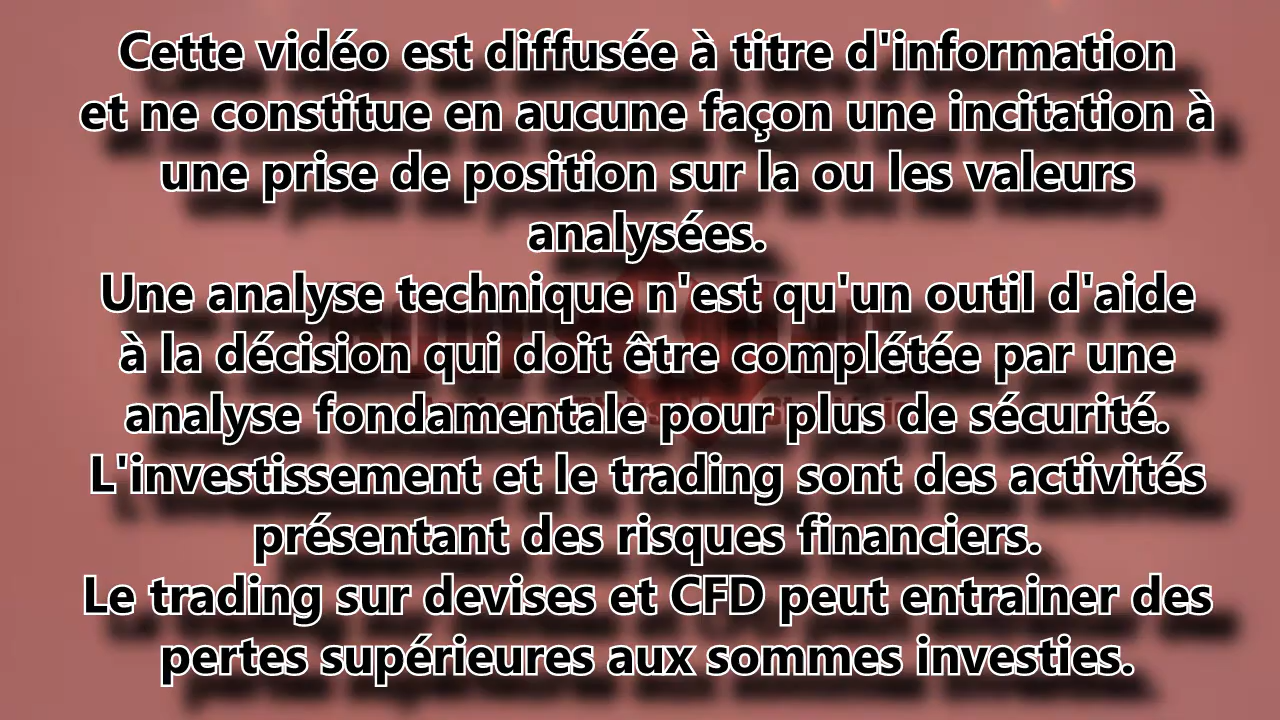 Cette vidéo est diffusée à titre d'information
et ne constitue en aucune façon une incitation à
une prise de position sur la ou les valeurs
analysées.
Une analyse technique n'est qu'un outil d'aide
à la décision qui doit être complétée par une
analyse fondamentale pour plus de sécurité.
L'investissement et le trading sont des activités
présentant des risques financiers.
Le trading sur devises et CFD peut entrainer des
pertes supérieures aux sommes investies.